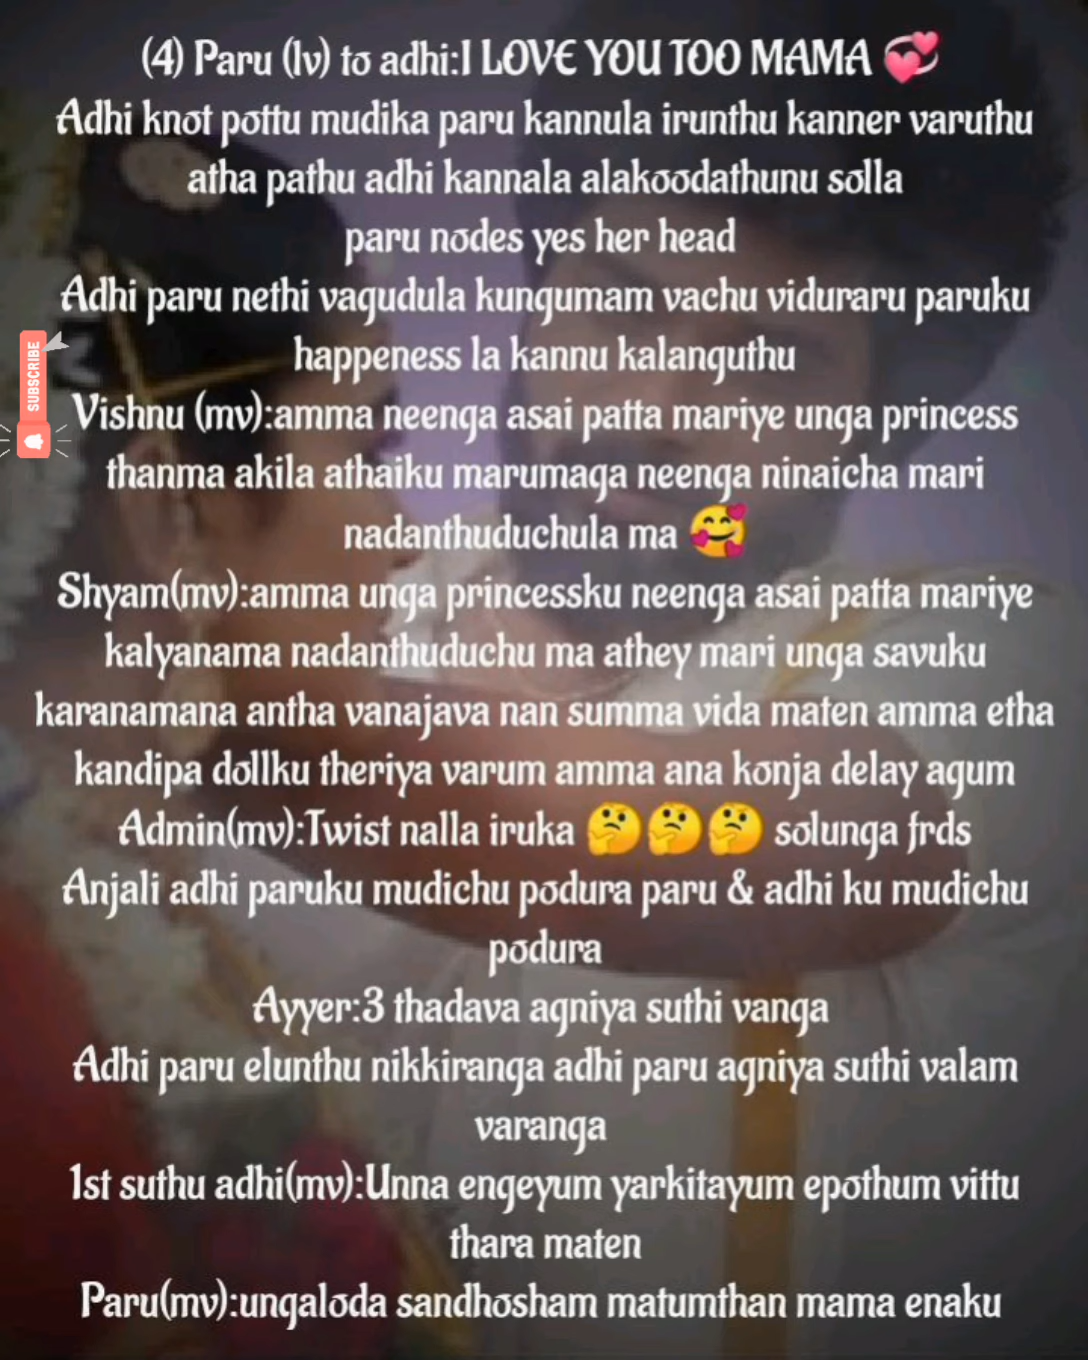 (4) Paru (lv) to adhi:I LOVE YOU TOO MAMA 💞
Adhi knot pottu mudika paru kannula irunthu kanner varuthu
atha pathu adhi kannala alakoodathunu solla
paru nodes yes her head
Adhi paru nethi vagudula kungumam vachu viduraru paruku
happeness la kannu kalanguthu
SUBSCRIBE
Vishnu (mv):amma neenga asai patta mariye unga princess
thanma akila athaiku marumaga neenga ninaicha mari
nadanthuduchula ma 🥰
Shyam(mv):amma unga princessku neenga asai patta mariye
kalyanama nadanthuduchu ma athey mari unga savuku
karanamana antha vanajava nan summa vida maten amma etha
kandipa dollku theriya varum amma ana konja delay agum
Admin(mv):Twist nalla iruka 🤔🤔🤔 solunga frds
Anjali adhi paruku mudichu podura paru & adhi ku mudichu
podura
Ayyer:3 thadava agniya suthi vanga
Adhi paru elunthu nikkiranga adhi paru agniya suthi valam
varanga
1st suthu adhi(mv):Unna engeyum yarkitayum epothum vittu
thara maten
Paru(mv):ungaloda sandhosham matumthan mama enaku